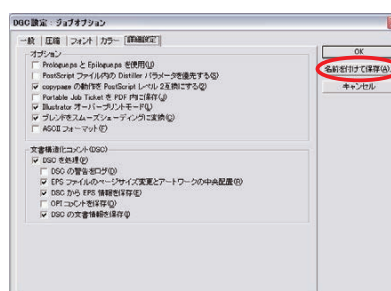 DGC設定 : ジョブオプション
一般 圧縮 フォント カラー 詳細設定
オプション
Prologue.ps と Epilogue.ps を使用(U)
PostScript ファイル内の Distiller パラメータを優先する(S)
copypage の動作を PostScript レベル 2互換にする(2)
Portable Job Ticket を PDF 内に保存(J)
Illustrator オーバープリントモード(L)
ブレンドをスムーズシェーディングに変換(C)
ASCII フォーマット(F)
文書構造化コメント(DSC)
DSC を処理(P)
DSC の警告をログ(D)
EPS ファイルのページサイズ変更とアートワークの中央配置(R)
DSC から EPS 情報を保存(E)
OPI コメントを保存(O)
DSC の文書情報を保存(I)
OK
名前を付けて保存(A)
キャンセル